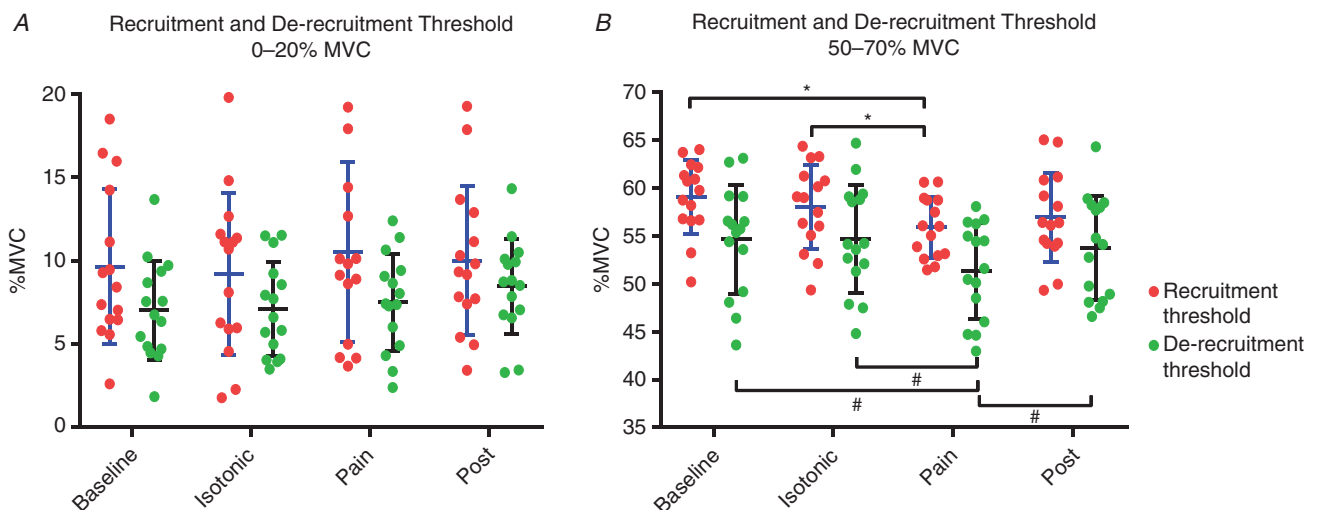 A
Recruitment and De-recruitment Threshold
0–20% MVC
%MVC
20
15
10
5
0
Baseline
Isotonic
Pain
Post
B
Recruitment and De-recruitment Threshold
50–70% MVC
%MVC
70
65
60
55
50
45
40
35
*
*
#
#
#
Baseline
Isotonic
Pain
Post
Recruitment
threshold
De-recruitment
threshold